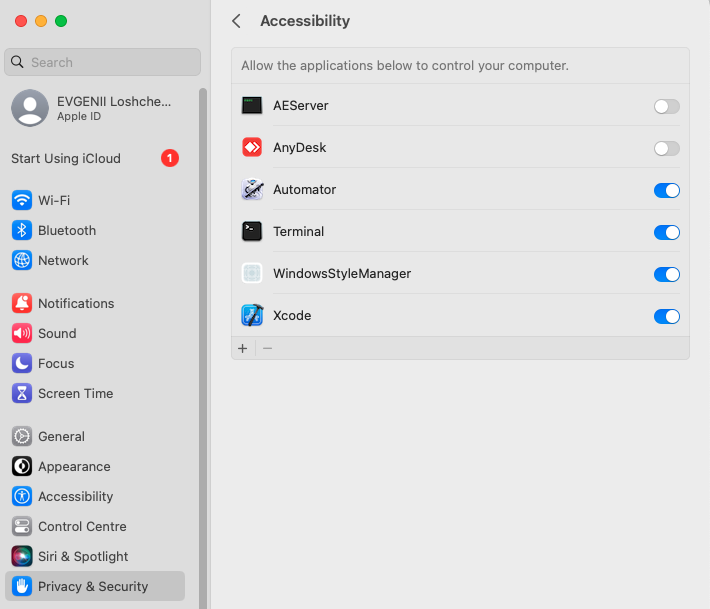 Accessibility
Search
EVGENII Loshche...
Apple ID
Start Using iCloud
1
Wi-Fi
Bluetooth
Network
Notifications
Sound
Focus
Screen Time
General
Appearance
Accessibility
Control Centre
Siri & Spotlight
Privacy & Security
Allow the applications below to control your computer.
AEServer
AnyDesk
Automator
Terminal
WindowsStyleManager
Xcode